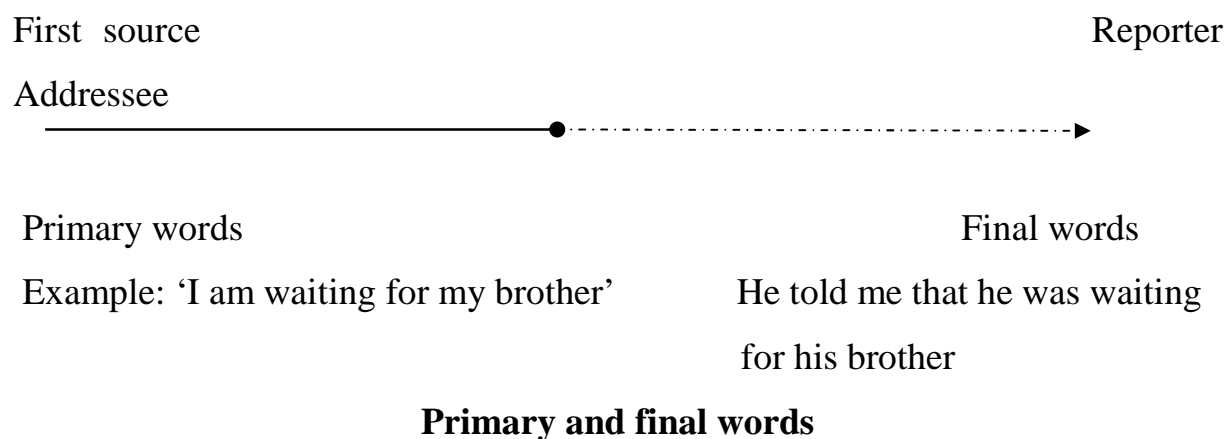 First source Reporter
Addressee
Primary words Final words
Example: ‘I am waiting for my brother’ He told me that he was waiting
for his brother
Primary and final words